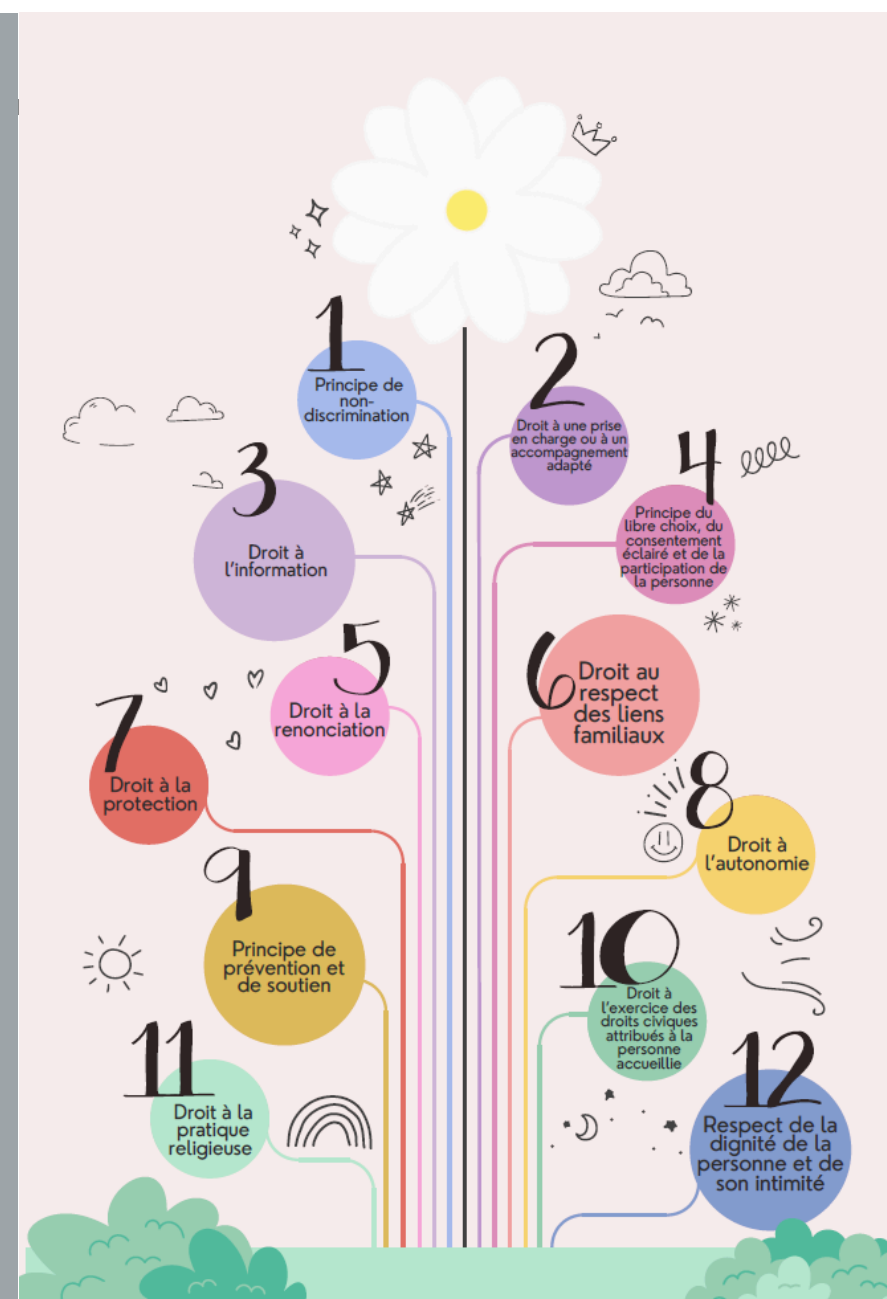 1
Principe de
non-
discrimination
2
Droit à une prise
en charge ou à un
accompagnement
adapté
3
Droit à
l'information
4
Principe du
libre choix, du
consentement
éclairé et de la
participation de
la personne
5
Droit à la
renonciation
6
Droit au
respect
des liens
familiaux
7
Droit à la
protection
8
Droit à
l'autonomie
9
Principe de
prévention et
de soutien
10
Droit à
l'exercice des
droits civiques
attribués à la
personne
accueillie
11
Droit à la
pratique
religieuse
12
Respect de la
dignité de la
personne et de
son intimité